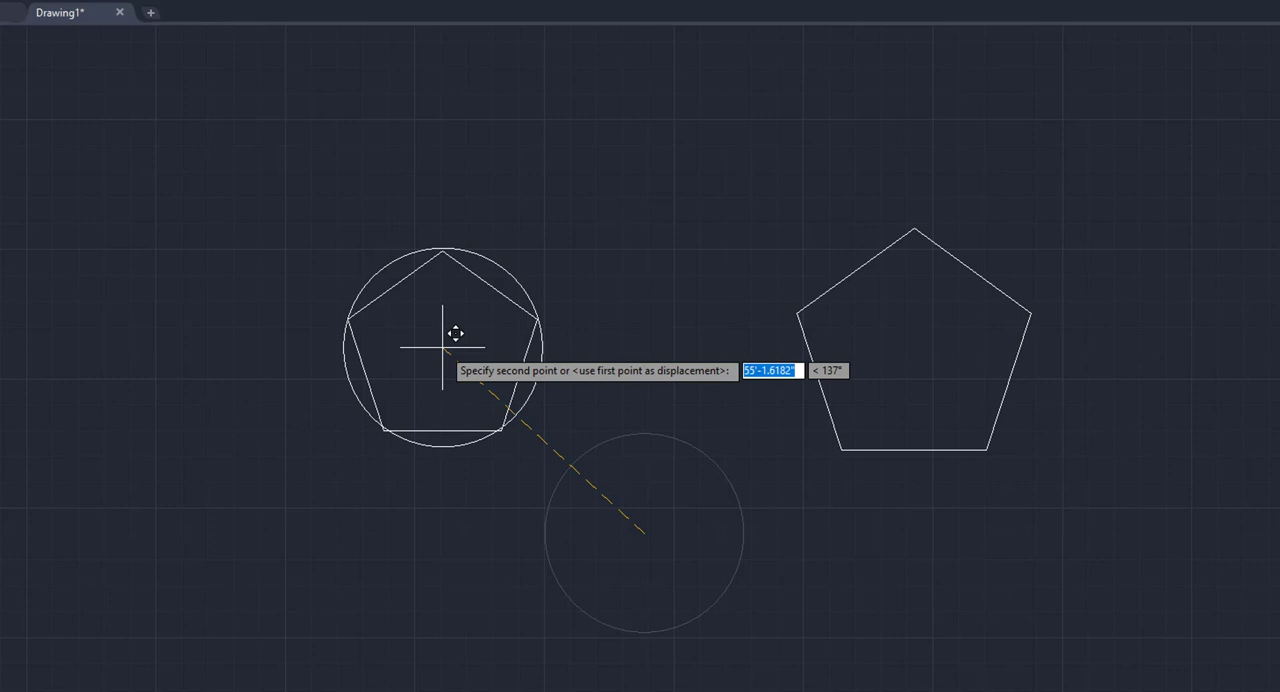 Drawing1*
Specify second point or <use first point as displacement>: 55'-1.6182" < 137°